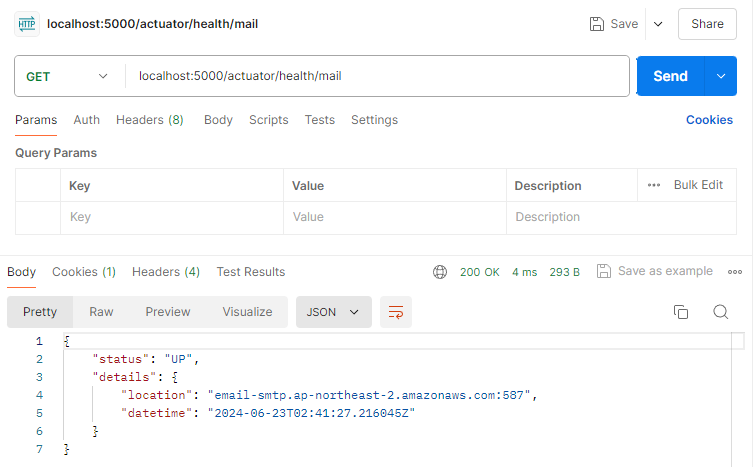 HTTP localhost:5000/actuator/health/mail Save Share
GET localhost:5000/actuator/health/mail Send
Params Auth Headers (8) Body Scripts Tests Settings Cookies
Query Params
Key Value Description ••• Bulk Edit
Key Value Description
Body Cookies (1) Headers (4) Test Results 200 OK 4 ms 293 B Save as example
Pretty Raw Preview Visualize JSON
1 {
2 "status": "UP",
3 "details": {
4 "location": "email-smtp.ap-northeast-2.amazonaws.com:587",
5 "datetime": "2024-06-23T02:41:27.216045Z"
6 }
7 }